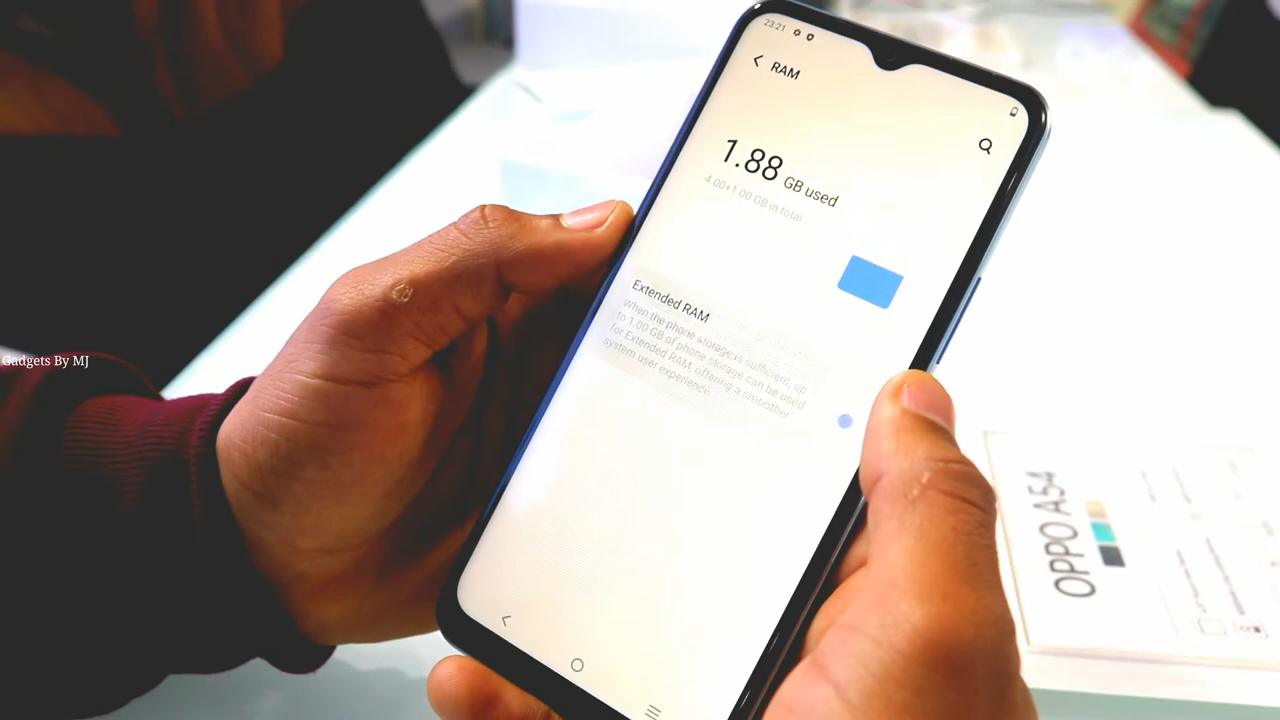 23:21
RAM
1.88 GB used
4.00+1.00 GB in total
Extended RAM
When the phone storage is sufficient, up
to 1.00 GB of phone storage can be used
for Extended RAM, offering a smoother
system user experience.
Gadgets By MJ
OPPO A54